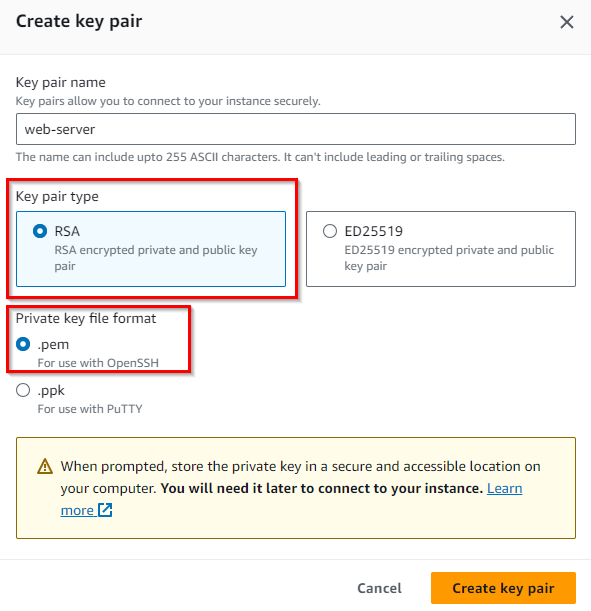 Create key pair
Key pair name
Key pairs allow you to connect to your instance securely.
web-server
The name can include upto 255 ASCII characters. It can't include leading or trailing spaces.
Key pair type
RSA
RSA encrypted private and public key
pair
ED25519
ED25519 encrypted private and public
key pair
Private key file format
.pem
For use with OpenSSH
.ppk
For use with PuTTY
When prompted, store the private key in a secure and accessible location on
your computer. You will need it later to connect to your instance. Learn
more
Cancel
Create key pair